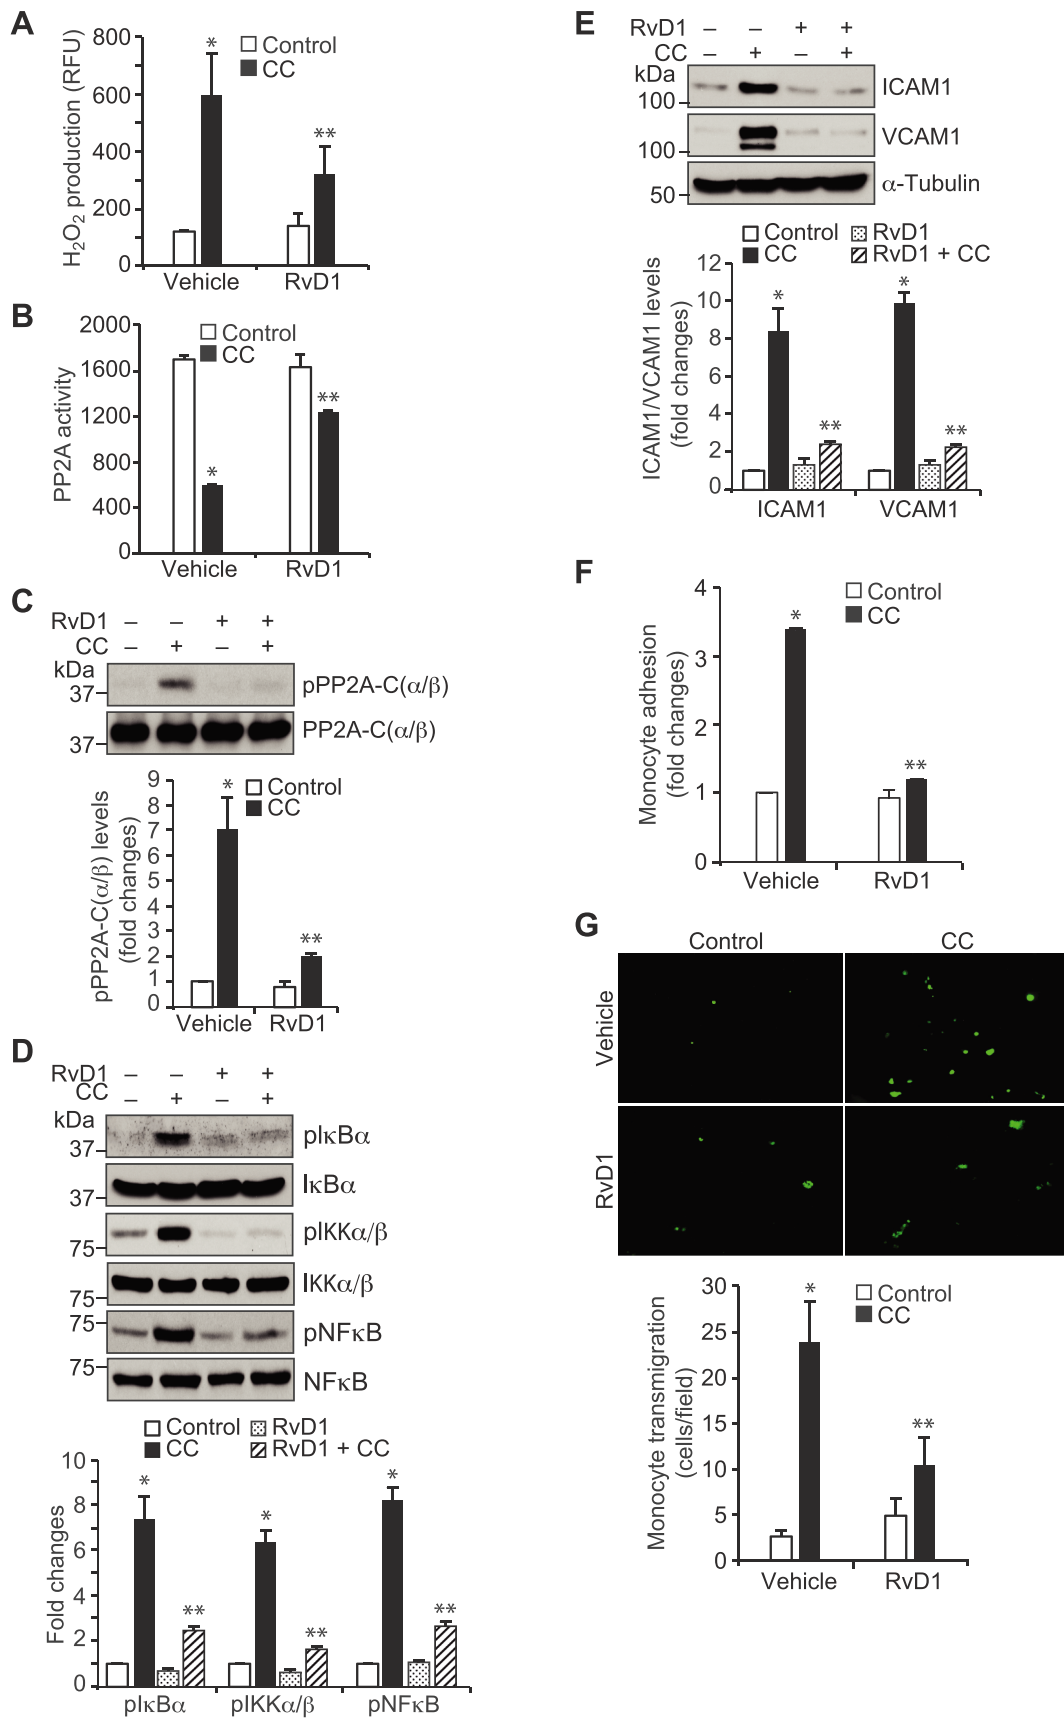 A
800
600
400
200
0
H2O2 production (RFU)
*
**
Control
CC
Vehicle RvD1
B
2000
1600
1200
800
400
0
PP2A activity
Control
CC
*
**
Vehicle RvD1
C
RvD1 – – + +
CC – + – +
kDa
37 pPP2A-C(α/β)
37 PP2A-C(α/β)
9
8
7
6
5
4
3
2
1
0
pPP2A-C(α/β) levels
(fold changes)
*
**
Control
CC
Vehicle RvD1
D
RvD1 – – + +
CC – + – +
kDa
37 pIκBα
37 IκBα
75 pIKKα/β
75 IKKα/β
75 pNFκB
75 NFκB
Control RvD1
CC RvD1 + CC
10
8
6
4
2
0
Fold changes
* ** * ** * **
pIκBα pIKKα/β pNFκB
E
RvD1 – – + +
CC – + – +
kDa
100 ICAM1
100 VCAM1
50 α-Tubulin
Control RvD1
CC RvD1 + CC
12
10
8
6
4
2
0
ICAM1/VCAM1 levels
(fold changes)
* ** * **
ICAM1 VCAM1
F
4
3
2
1
0
Monocyte adhesion
(fold changes)
*
**
Control
CC
Vehicle RvD1
G
Control CC
Vehicle
RvD1
30
25
20
15
10
5
0
Monocyte transmigration
(cells/field)
*
**
Control
CC
Vehicle RvD1